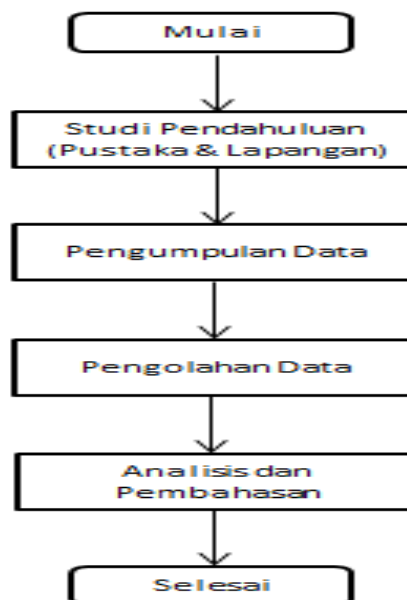 Mulai
Studi Pendahuluan
(Pustaka & Lapangan)
Pengumpulan Data
Pengolahan Data
Analisis dan
Pembahasan
Selesai